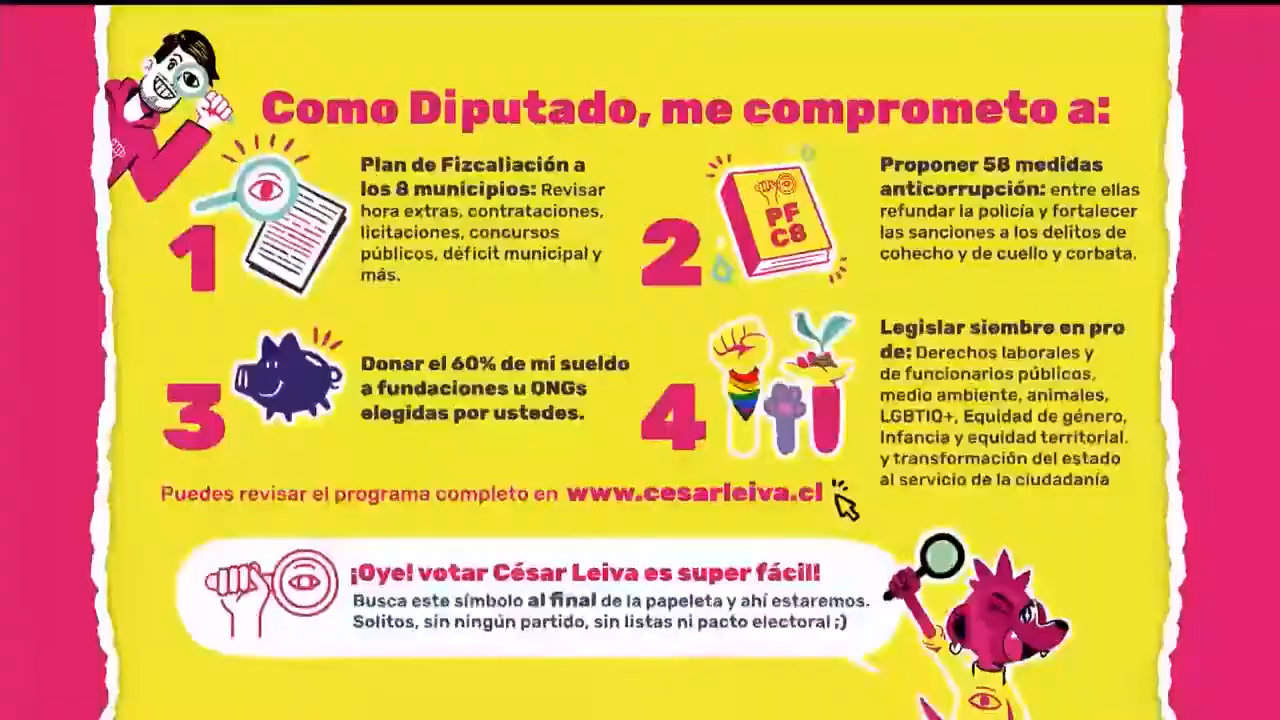 Como Diputado, me comprometo a:
1
Plan de Fizcaliación a
los 8 municipios: Revisar
hora extras, contrataciones,
licitaciones, concursos
públicos, déficit municipal y
más.
2
PF
C8
Proponer 58 medidas
anticorrupción: entre ellas
refundar la policía y fortalecer
las sanciones a los delitos de
cohecho y de cuello y corbata.
3
Donar el 60% de mi sueldo
a fundaciones u ONGs
elegidas por ustedes.
4
Legislar siembre en pro
de: Derechos laborales y
de funcionarios públicos,
medio ambiente, animales,
LGBTIQ+, Equidad de género,
Infancia y equidad territorial.
y transformación del estado
al servicio de la ciudadanía
Puedes revisar el programa completo en www.cesarleiva.cl
¡Oye! votar César Leiva es super fácil!
Busca este símbolo al final de la papeleta y ahí estaremos.
Solitos, sin ningún partido, sin listas ni pacto electoral ;)